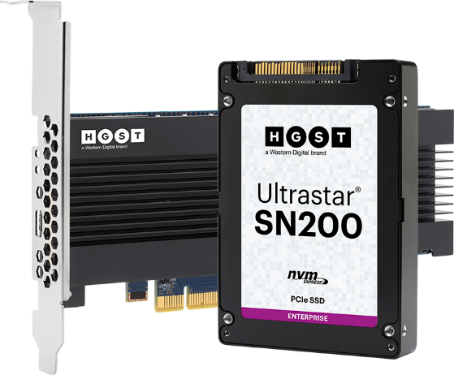 HGST
a Western Digital brand
HGST
a Western Digital brand
Ultrastar®
SN200
nvm
EXPRESS
PCIe SSD
ENTERPRISE